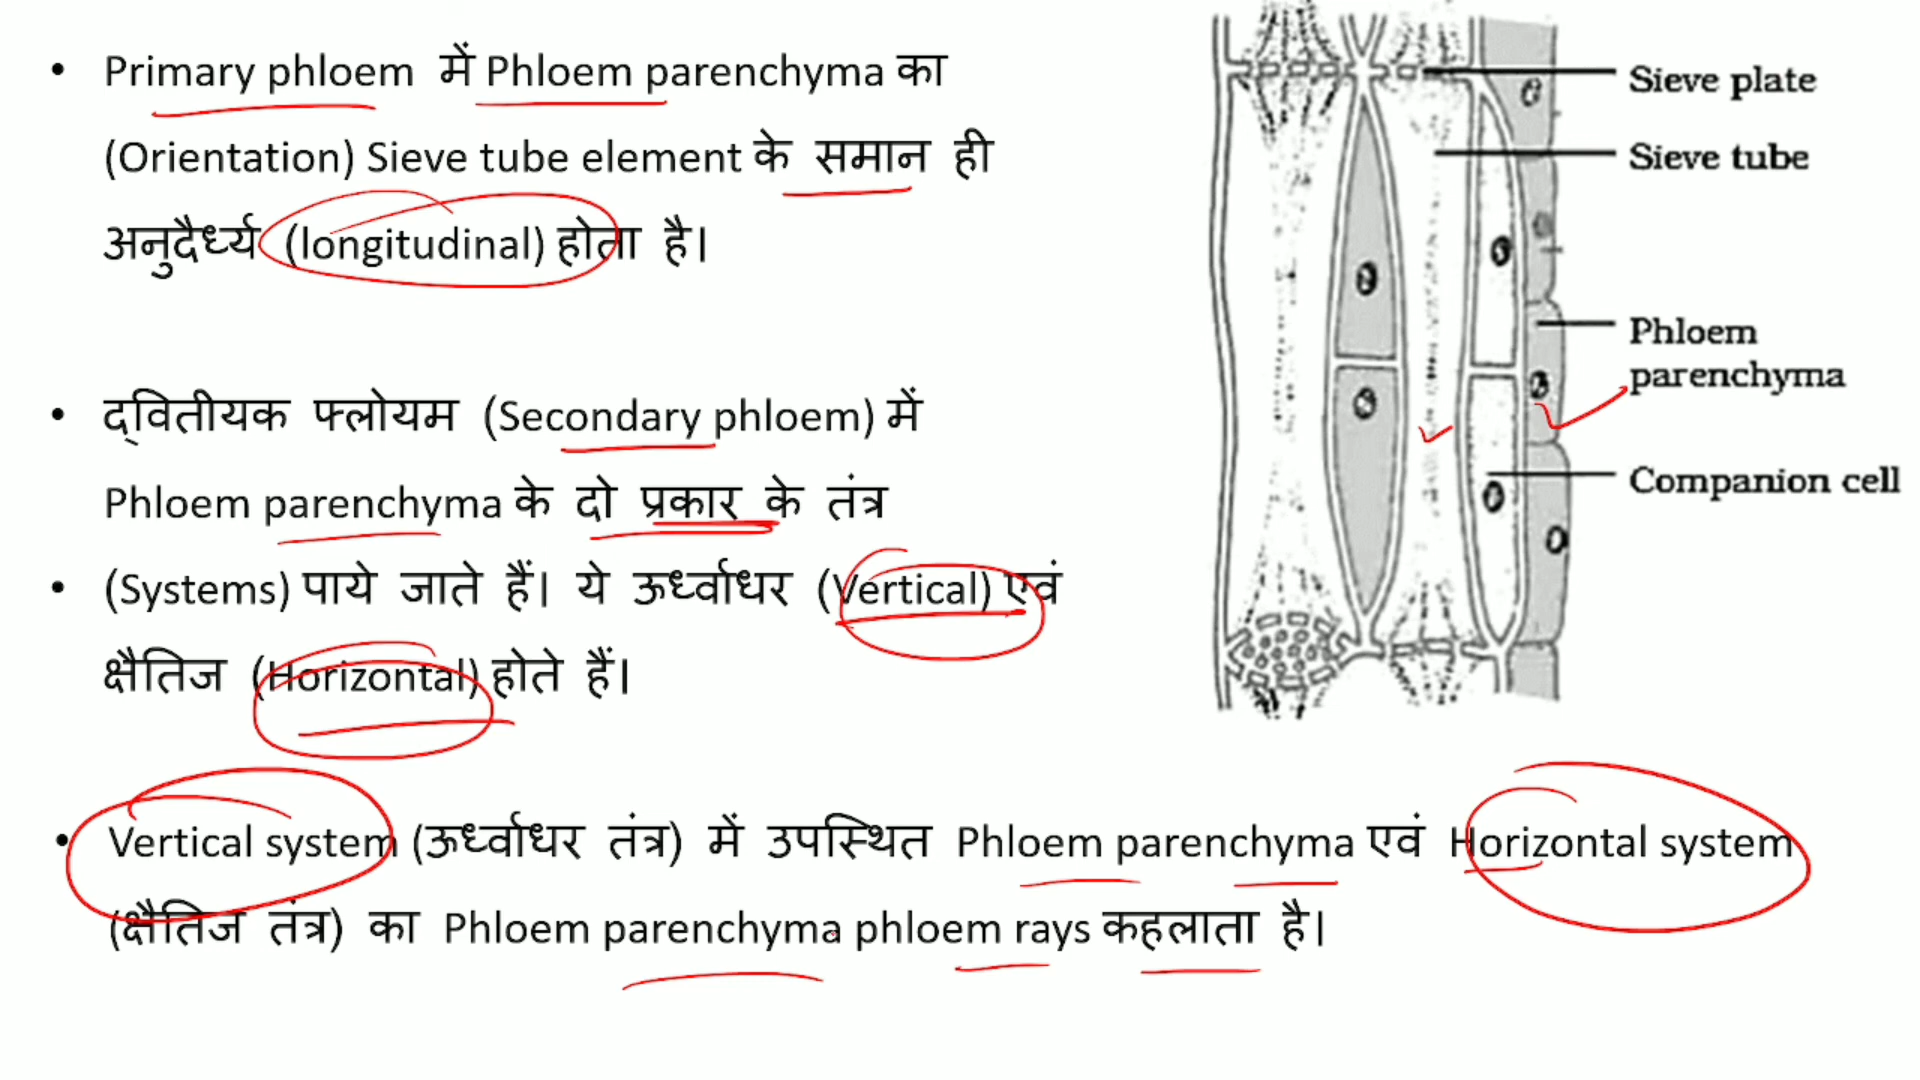 • Primary phloem में Phloem parenchyma का
(Orientation) Sieve tube element के समान ही
अनुदैर्ध्य (longitudinal) होता है।
• द्वितीयक फ्लोयम (Secondary phloem) में
Phloem parenchyma के दो प्रकार के तंत्र
• (Systems) पाये जाते हैं। ये ऊर्ध्वाधर (Vertical) एवं
क्षैतिज (Horizontal) होते हैं।
• Vertical system (ऊर्ध्वाधर तंत्र) में उपस्थित Phloem parenchyma एवं Horizontal system
(क्षैतिज तंत्र) का Phloem parenchyma phloem rays कहलाता है।
Sieve plate
Sieve tube
Phloem
parenchyma
Companion cell